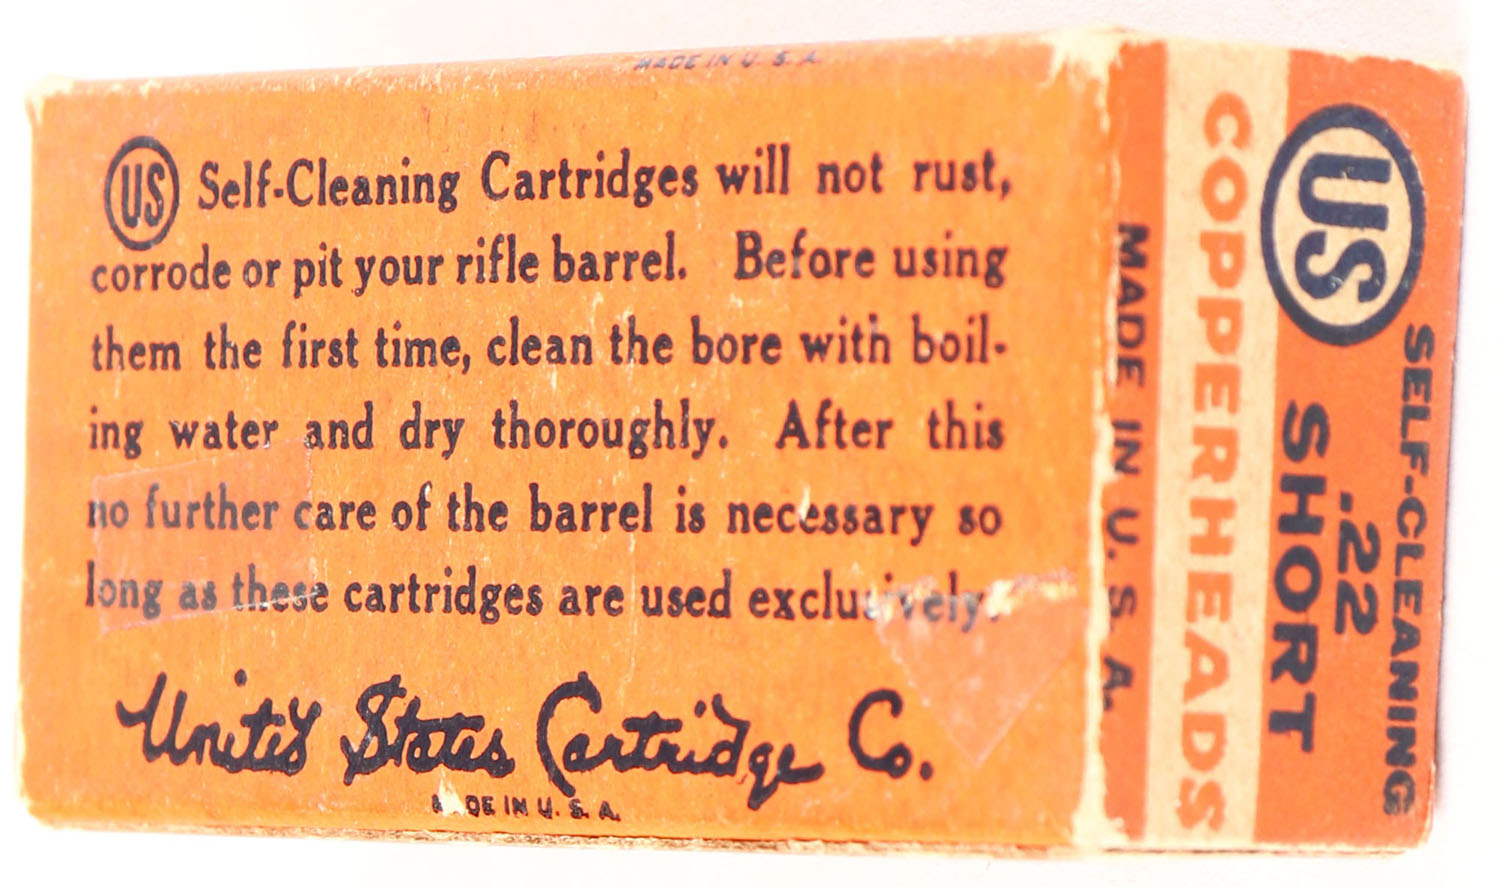 MADE IN U. S. A.
US Self-Cleaning Cartridges will not rust,
corrode or pit your rifle barrel. Before using
them the first time, clean the bore with boil-
ing water and dry thoroughly. After this
no further care of the barrel is necessary so
long as these cartridges are used exclusively.
United States Cartridge Co.
MADE IN U. S. A.
MADE IN U. S. A.
COPPERHEADS
US
SHORT
.22
SELF-CLEANING